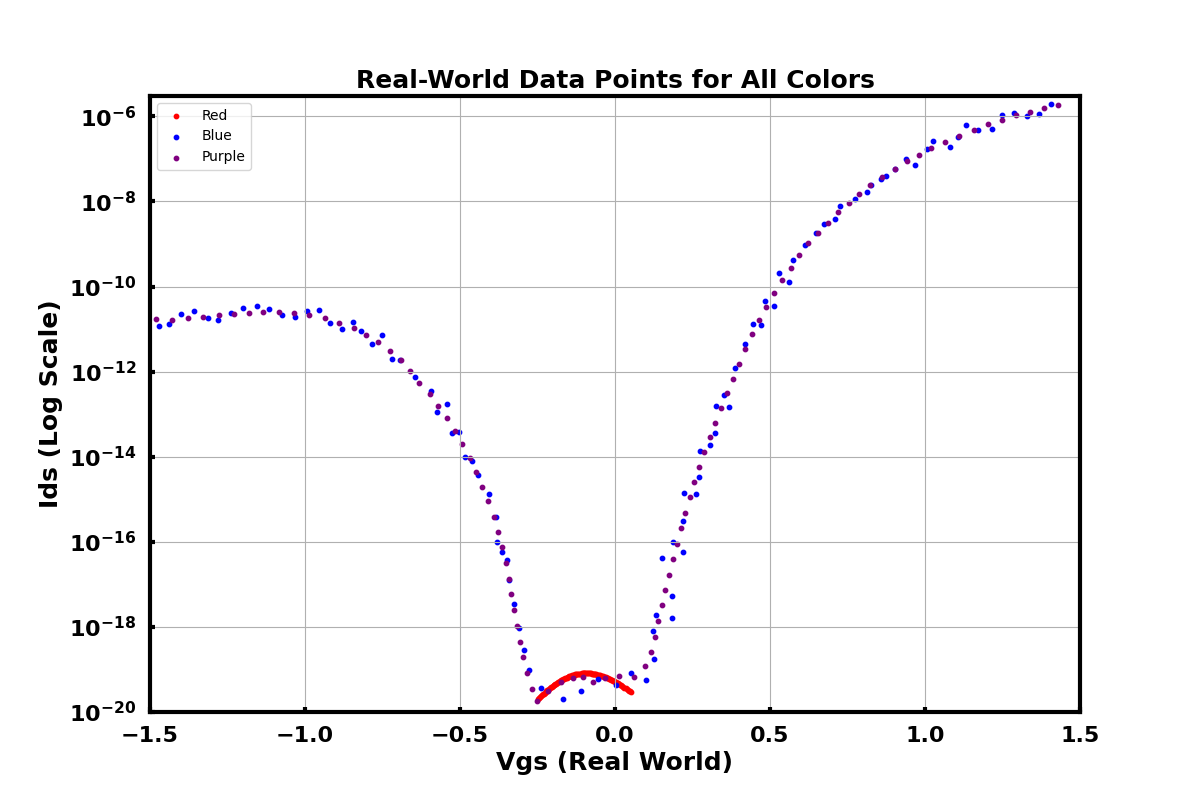 Real-World Data Points for All Colors
Red
Blue
Purple
10⁻⁶
10⁻⁸
10⁻¹⁰
10⁻¹²
10⁻¹⁴
10⁻¹⁶
10⁻¹⁸
10⁻²⁰
Ids (Log Scale)
−1.5 −1.0 −0.5 0.0 0.5 1.0 1.5
Vgs (Real World)